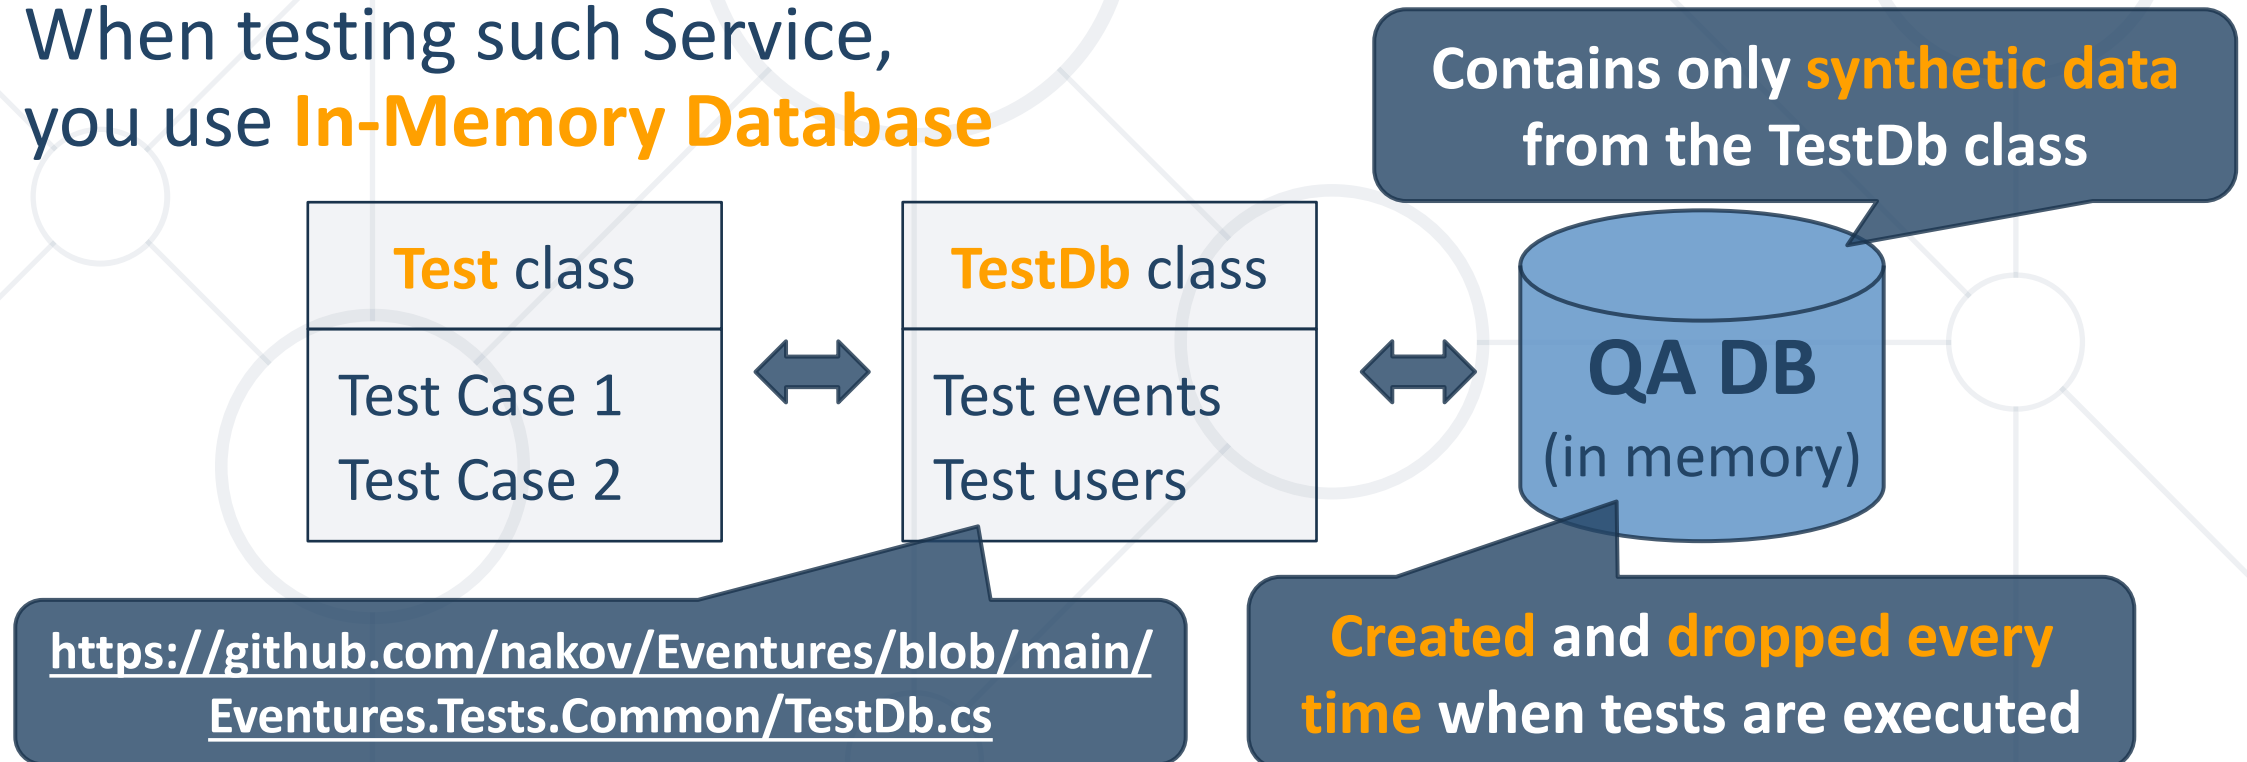 When testing such Service,
you use In-Memory Database
Contains only synthetic data
from the TestDb class
Test class
Test Case 1
Test Case 2
TestDb class
Test events
Test users
QA DB
(in memory)
https://github.com/nakov/Eventures/blob/main/
Eventures.Tests.Common/TestDb.cs
Created and dropped every
time when tests are executed